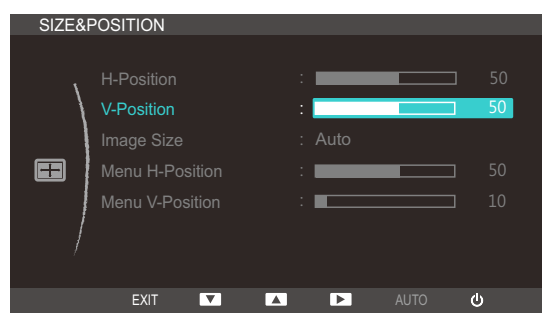 SIZE&POSITION
H-Position : 50
V-Position : 50
Image Size : Auto
Menu H-Position : 50
Menu V-Position : 10
EXIT AUTO